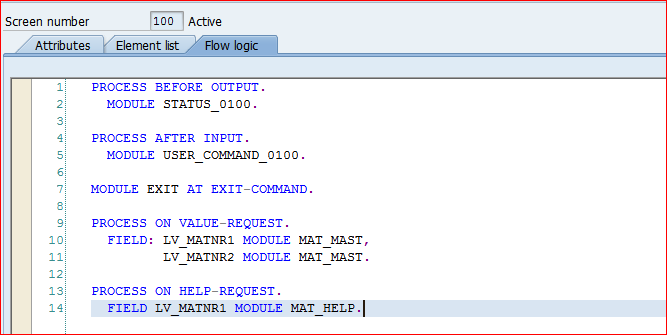 Screen number 100 Active
Attributes Element list Flow logic
1 PROCESS BEFORE OUTPUT.
2 MODULE STATUS_0100.
3
4 PROCESS AFTER INPUT.
5 MODULE USER_COMMAND_0100.
6
7 MODULE EXIT AT EXIT-COMMAND.
8
9 PROCESS ON VALUE-REQUEST.
10 FIELD: LV_MATNR1 MODULE MAT_MAST,
11 LV_MATNR2 MODULE MAT_MAST.
12
13 PROCESS ON HELP-REQUEST.
14 FIELD LV_MATNR1 MODULE MAT_HELP.